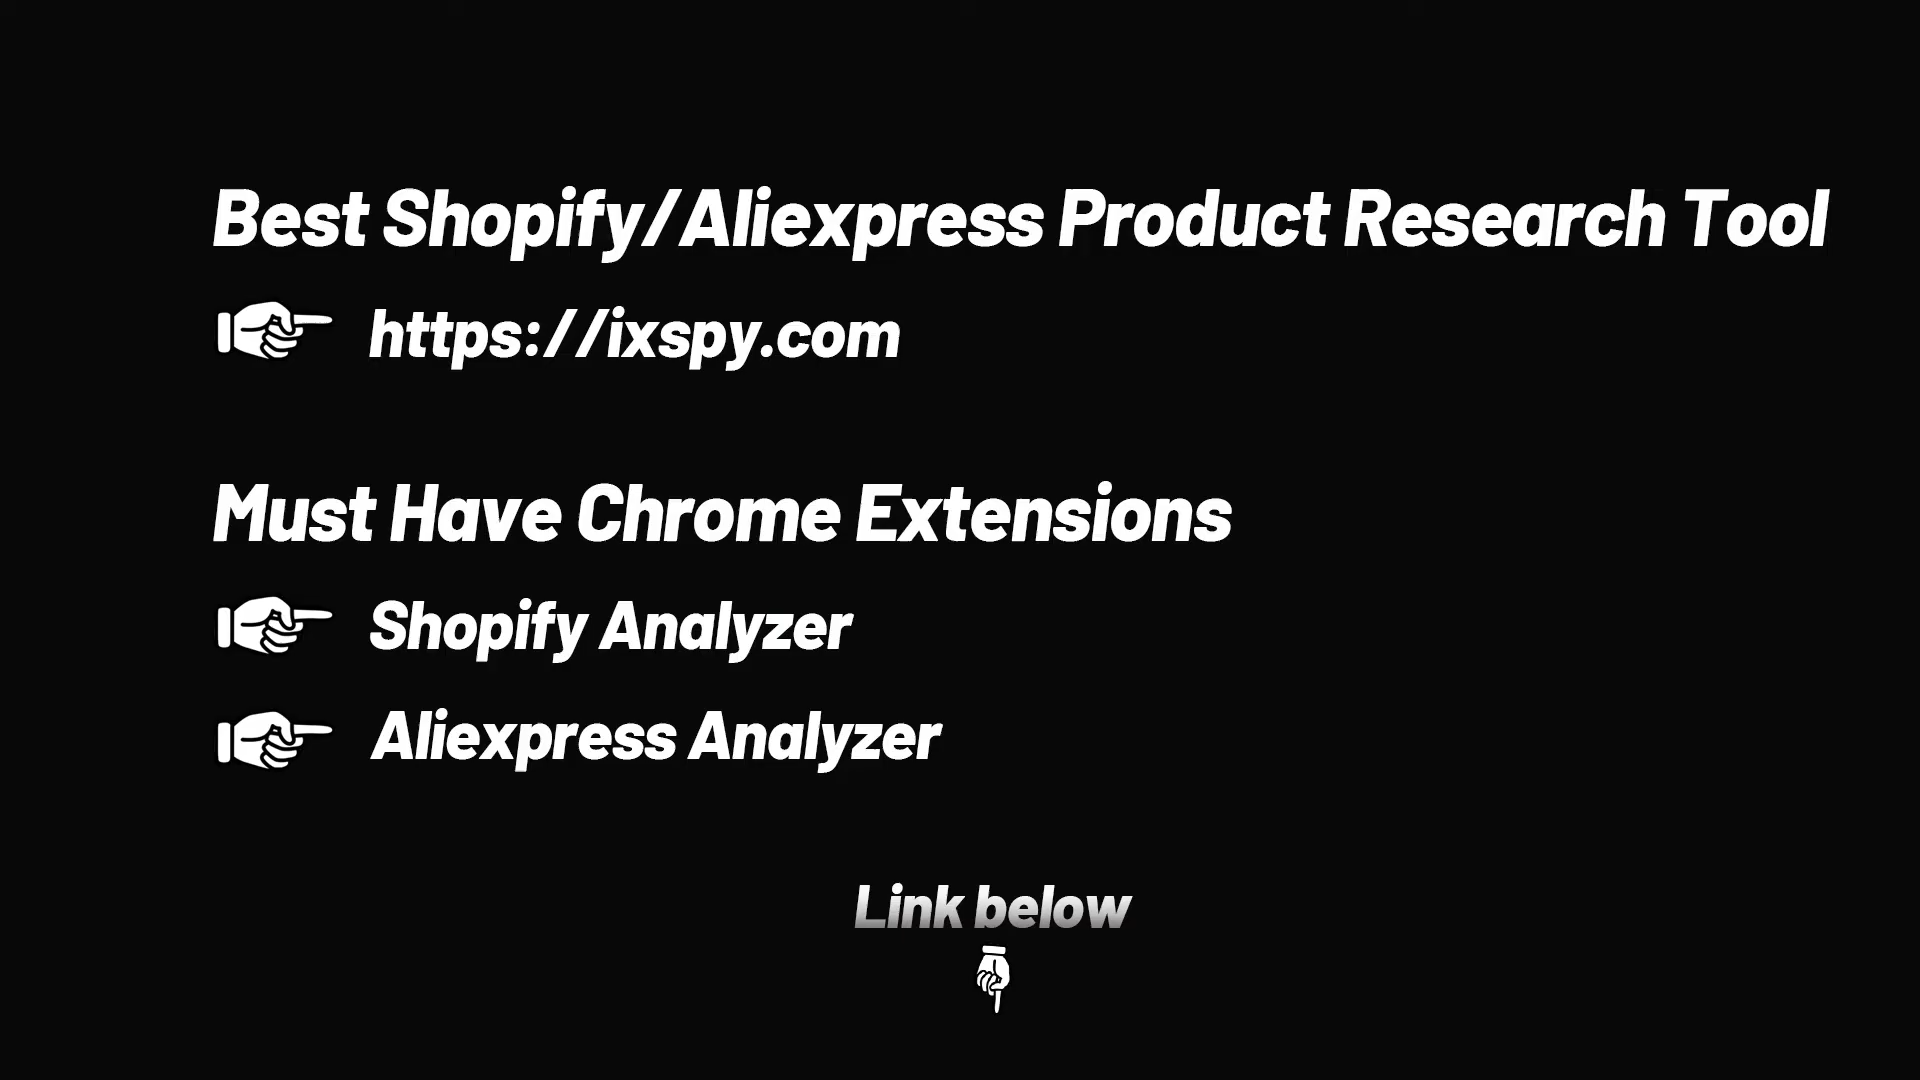 Best Shopify/Aliexpress Product Research Tool
https://ixspy.com
Must Have Chrome Extensions
Shopify Analyzer
Aliexpress Analyzer
Link below